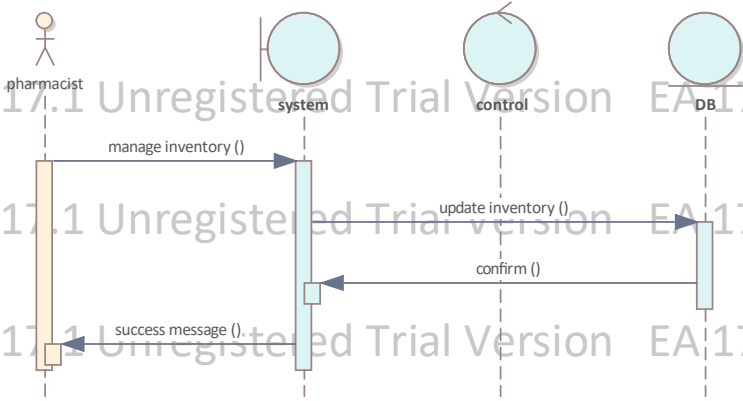 pharmacist
system
control
DB
17.1 Unregistered Trial Version EA 17
manage inventory ()
update inventory ()
17.1 Unregistered Trial Version EA 17
confirm ()
success message ()
17.1 Unregistered Trial Version EA 17